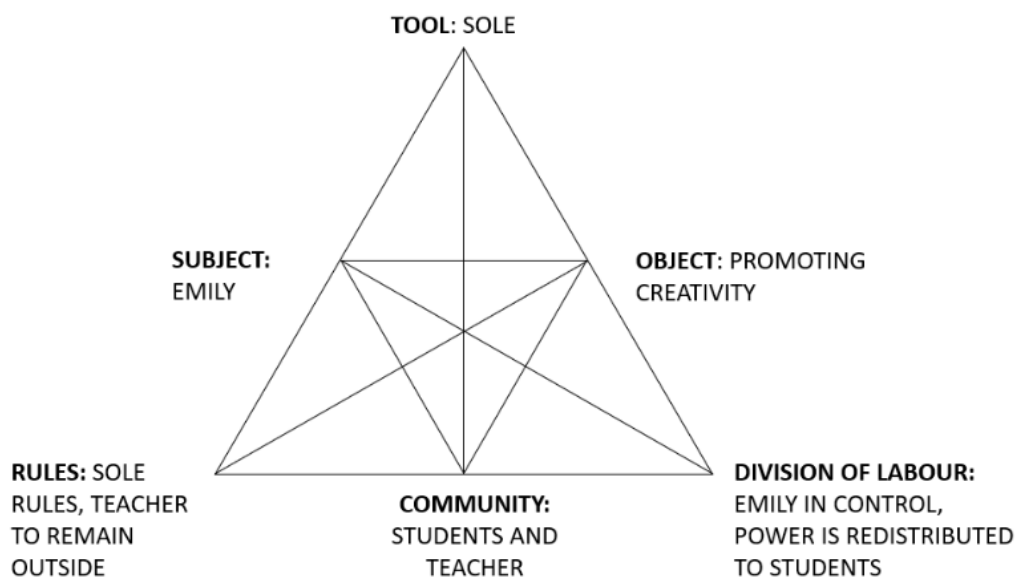 TOOL: SOLE
SUBJECT:
EMILY
OBJECT: PROMOTING
CREATIVITY
RULES: SOLE
RULES, TEACHER
TO REMAIN
OUTSIDE
COMMUNITY:
STUDENTS AND
TEACHER
DIVISION OF LABOUR:
EMILY IN CONTROL,
POWER IS REDISTRIBUTED
TO STUDENTS